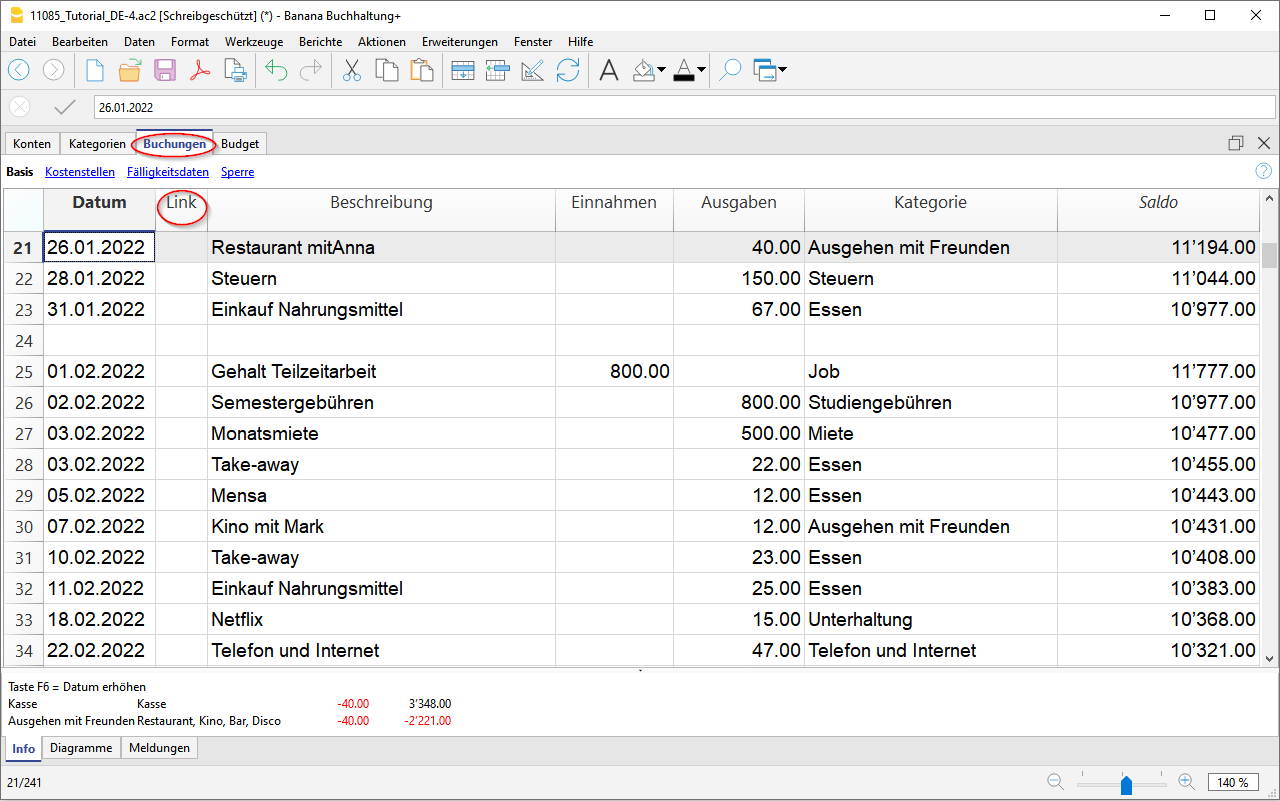 11085_Tutorial_DE-4.ac2 [Schreibgeschützt] (*) - Banana Buchhaltung+
Datei Bearbeiten Daten Format Werkzeuge Berichte Aktionen Erweiterungen Fenster Hilfe
26.01.2022
Konten Kategorien Buchungen Budget
Basis Kostenstellen Fälligkeitsdaten Sperre
Datum Link Beschreibung Einnahmen Ausgaben Kategorie Saldo
21 26.01.2022 Restaurant mitAnna 40.00 Ausgehen mit Freunden 11’194.00
22 28.01.2022 Steuern 150.00 Steuern 11’044.00
23 31.01.2022 Einkauf Nahrungsmittel 67.00 Essen 10’977.00
24
25 01.02.2022 Gehalt Teilzeitarbeit 800.00 Job 11’777.00
26 02.02.2022 Semestergebühren 800.00 Studiengebühren 10’977.00
27 03.02.2022 Monatsmiete 500.00 Miete 10’477.00
28 03.02.2022 Take-away 22.00 Essen 10’455.00
29 05.02.2022 Mensa 12.00 Essen 10’443.00
30 07.02.2022 Kino mit Mark 12.00 Ausgehen mit Freunden 10’431.00
31 10.02.2022 Take-away 23.00 Essen 10’408.00
32 11.02.2022 Einkauf Nahrungsmittel 25.00 Essen 10’383.00
33 18.02.2022 Netflix 15.00 Unterhaltung 10’368.00
34 22.02.2022 Telefon und Internet 47.00 Telefon und Internet 10’321.00
Taste F6 = Datum erhöhen
Kasse Kasse -40.00 3’348.00
Ausgehen mit Freunden Restaurant, Kino, Bar, Disco -40.00 -2’221.00
Info Diagramme Meldungen
21/241 140 %